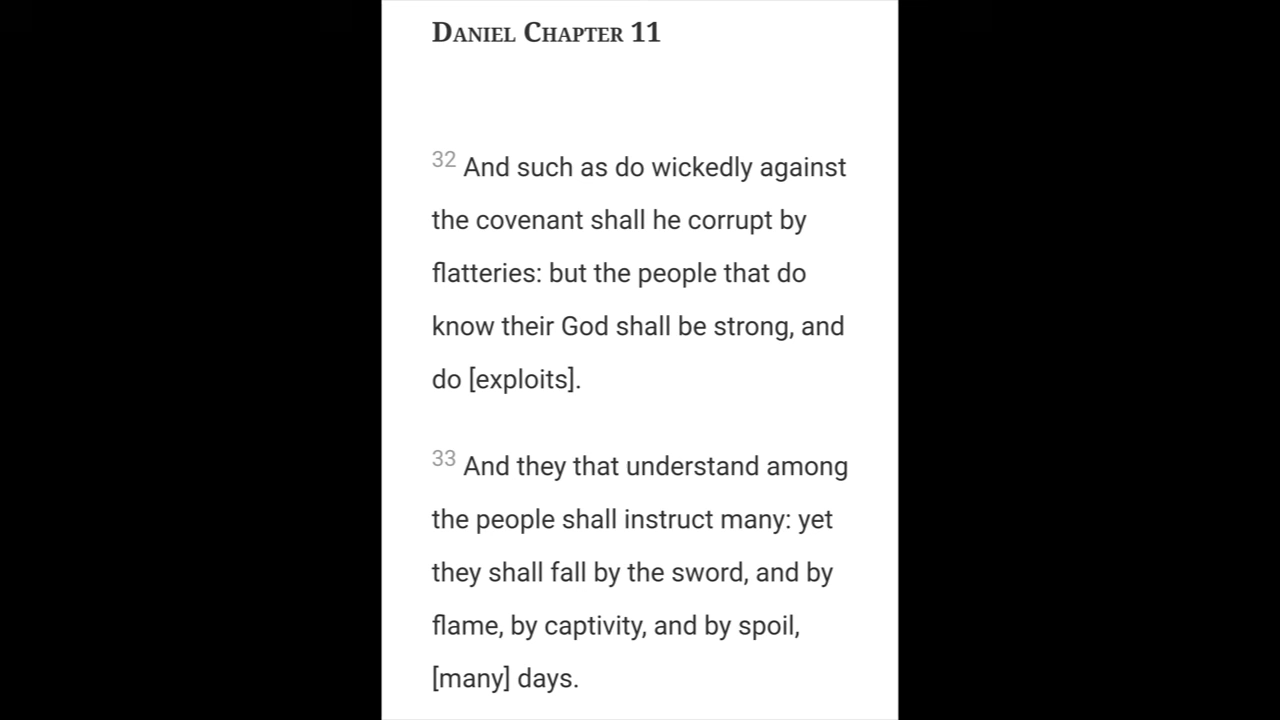 Daniel Chapter 11
32 And such as do wickedly against
the covenant shall he corrupt by
flatteries: but the people that do
know their God shall be strong, and
do [exploits].
33 And they that understand among
the people shall instruct many: yet
they shall fall by the sword, and by
flame, by captivity, and by spoil,
[many] days.